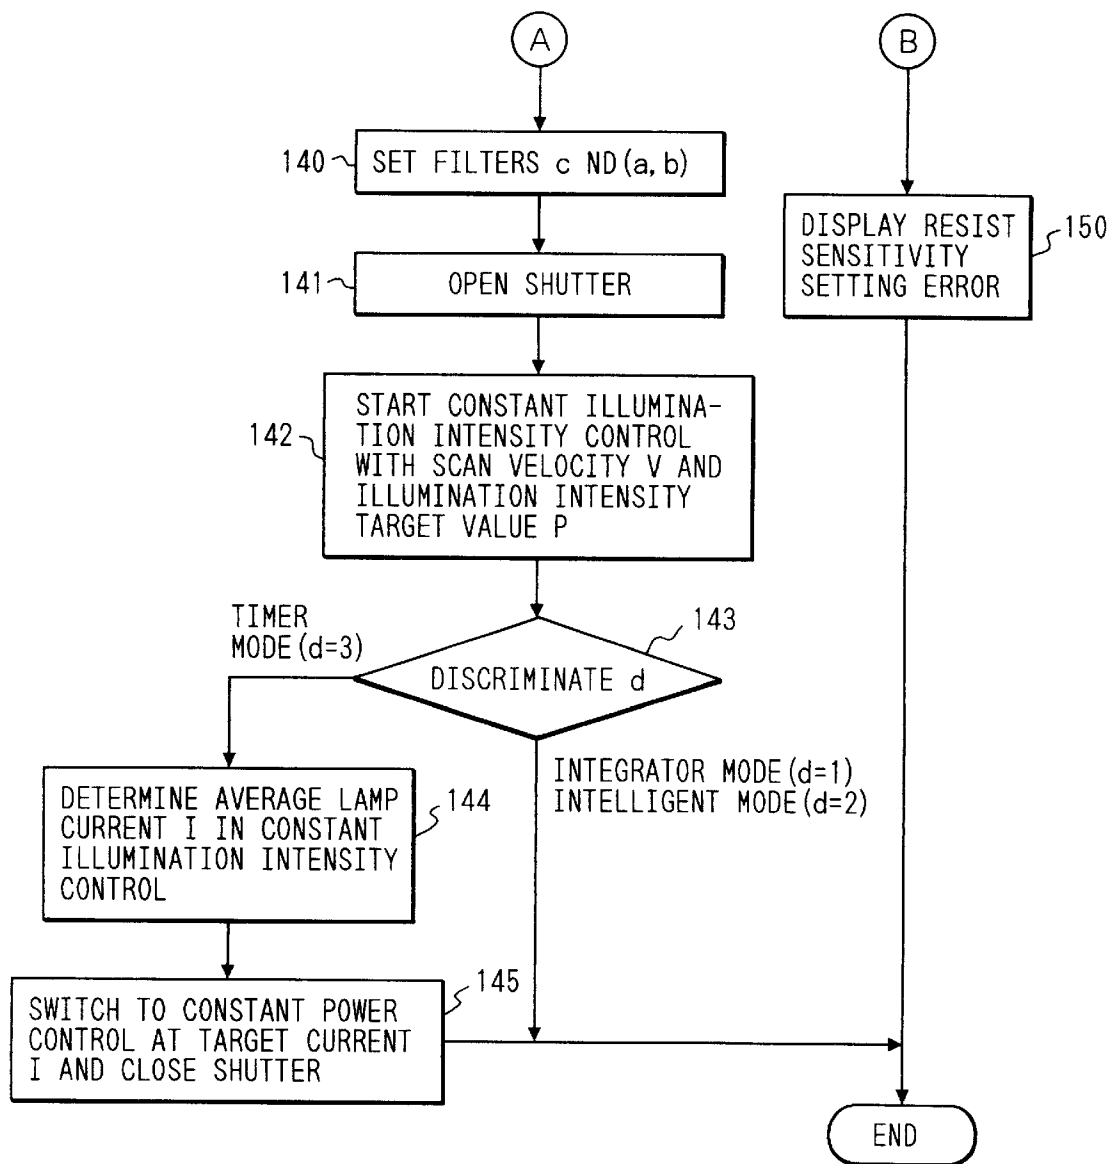 A
B
140
SET FILTERS c ND(a,b)
DISPLAY RESIST
SENSITIVITY
SETTING ERROR
150
141
OPEN SHUTTER
142
START CONSTANT ILLUMINA-
TION INTENSITY CONTROL
WITH SCAN VELOCITY V AND
ILLUMINATION INTENSITY
TARGET VALUE P
TIMER
MODE(d=3)
143
DISCRIMINATE d
INTEGRATOR MODE(d=1)
INTELLIGENT MODE(d=2)
DETERMINE AVERAGE LAMP
CURRENT I IN CONSTANT
ILLUMINATION INTENSITY
CONTROL
144
145
SWITCH TO CONSTANT POWER
CONTROL AT TARGET CURRENT
I AND CLOSE SHUTTER
END